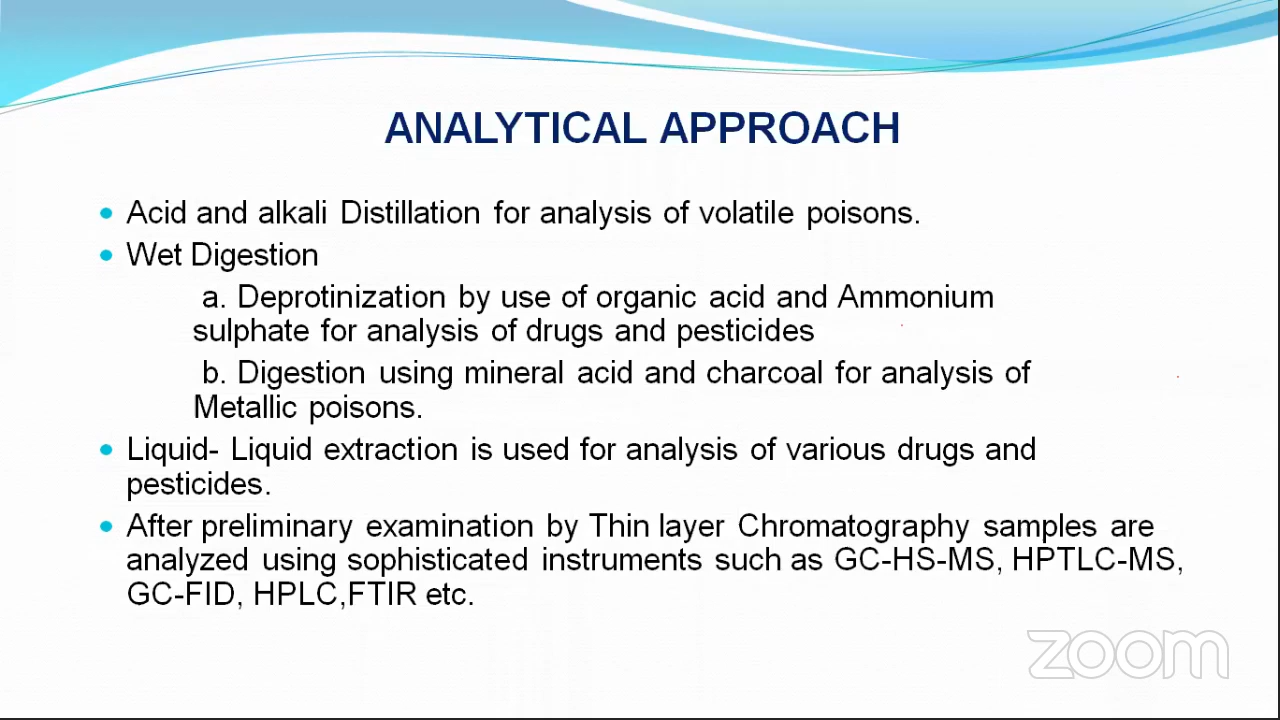 ANALYTICAL APPROACH
• Acid and alkali Distillation for analysis of volatile poisons.
• Wet Digestion
a. Deprotinization by use of organic acid and Ammonium
sulphate for analysis of drugs and pesticides
b. Digestion using mineral acid and charcoal for analysis of
Metallic poisons.
• Liquid- Liquid extraction is used for analysis of various drugs and
pesticides.
• After preliminary examination by Thin layer Chromatography samples are
analyzed using sophisticated instruments such as GC-HS-MS, HPTLC-MS,
GC-FID, HPLC,FTIR etc.
zoom